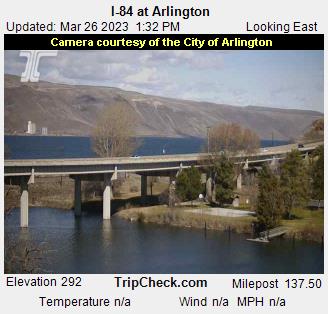 I-84 at Arlington
Updated: Mar 26 2023 1:32 PM Looking East
Camera courtesy of the City of Arlington
Elevation 292 TripCheck.com Milepost 137.50
Temperature n/a Wind n/a MPH n/a